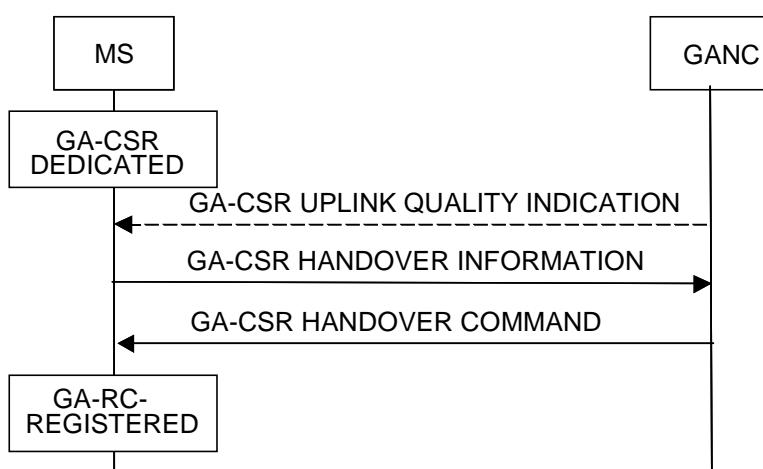 MS
GANC
GA-CSR
DEDICATED
GA-CSR UPLINK QUALITY INDICATION
GA-CSR HANDOVER INFORMATION
GA-CSR HANDOVER COMMAND
GA-RC-
REGISTERED